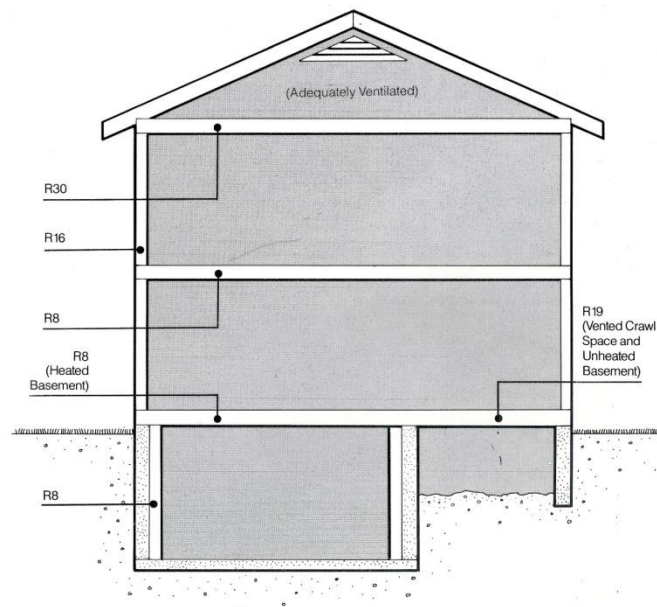 (Adequately Ventilated)
R30
R16
R8
R19
(Vented Crawl
Space and
Unheated
Basement)
R8
(Heated
Basement)
R8